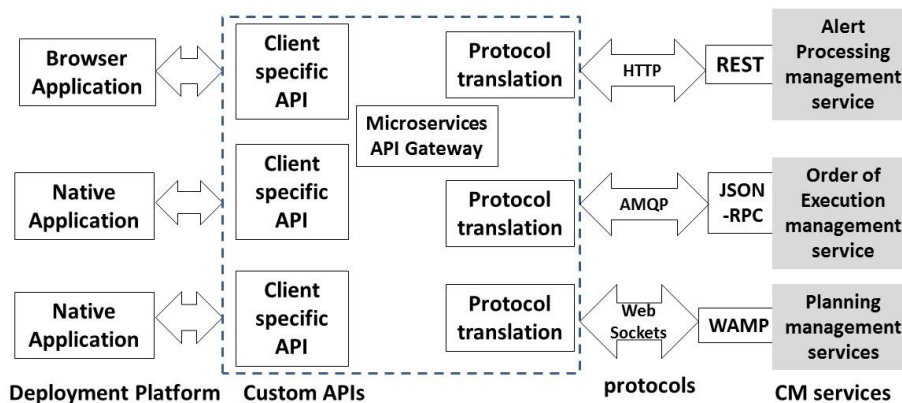 Browser
Application
Client
specific
API
Protocol
translation
HTTP
REST
Alert
Processing
management
service
Microservices
API Gateway
Native
Application
Client
specific
API
Protocol
translation
AMQP
JSON
-RPC
Order of
Execution
management
service
Native
Application
Client
specific
API
Protocol
translation
Web
Sockets
WAMP
Planning
management
services
Deployment Platform
Custom APIs
protocols
CM services